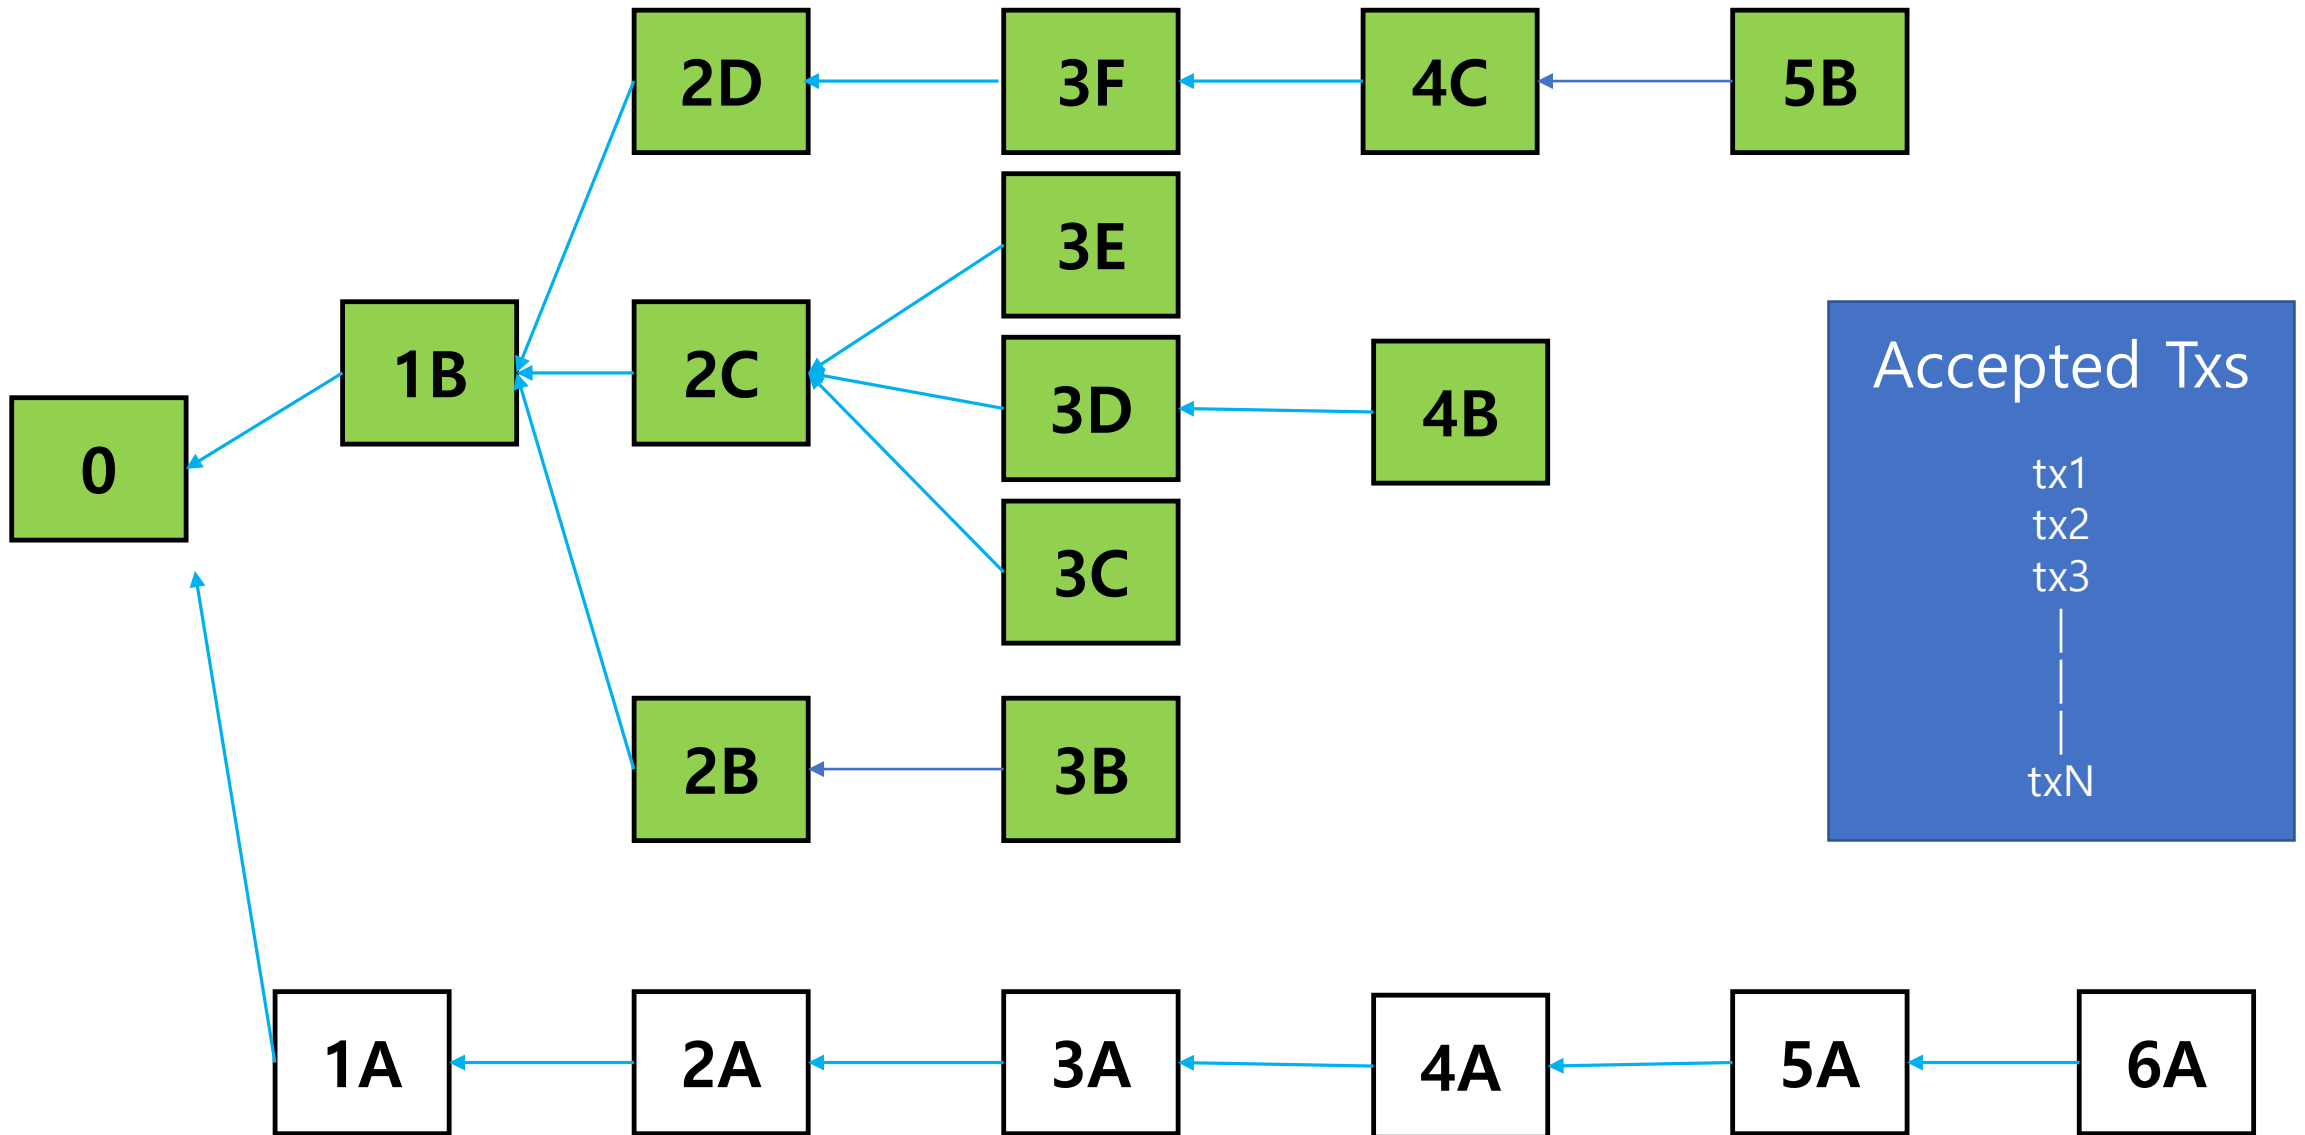 2D
3F
4C
5B
3E
1B
2C
3D
4B
0
3C
2B
3B
1A
2A
3A
4A
5A
6A
Accepted Txs
tx1
tx2
tx3
|
|
|
txN